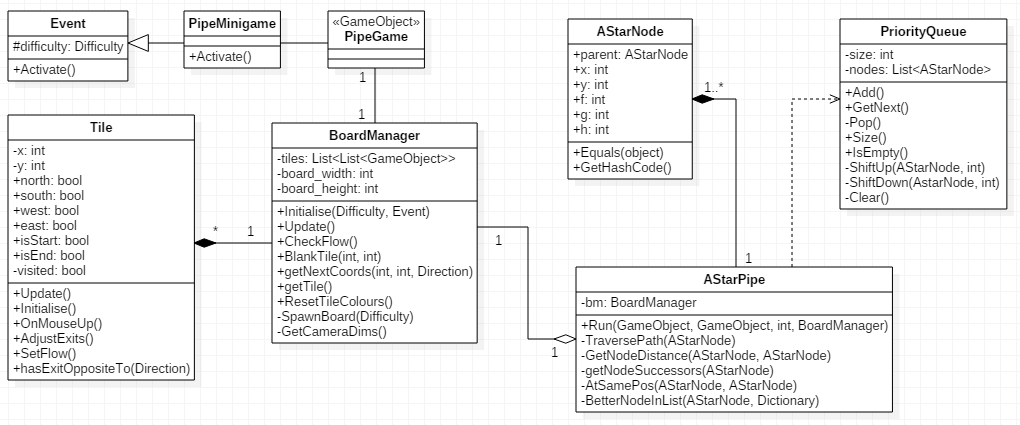 Event
#difficulty: Difficulty
+Activate()
PipeMinigame
+Activate()
«GameObject»
PipeGame
1
1
Tile
-x: int
-y: int
+north: bool
+south: bool
+west: bool
+east: bool
+isStart: bool
+isEnd: bool
-visited: bool
+Update()
+Initialise()
+OnMouseUp()
+AdjustExits()
+SetFlow()
+hasExitOppositeTo(Direction)
*
1
BoardManager
-tiles: List<List<GameObject>>
-board_width: int
-board_height: int
+Initialise(Difficulty, Event)
+Update()
+CheckFlow()
+BlankTile(int, int)
+getNextCoords(int, int, Direction)
+getTile()
+ResetTileColours()
-SpawnBoard(Difficulty)
-GetCameraDims()
1
1
AStarNode
+parent: AStarNode
+x: int
+y: int
+f: int
+g: int
+h: int
+Equals(object)
+GetHashCode()
1..*
1
PriorityQueue
-size: int
-nodes: List<AStarNode>
+Add()
+GetNext()
-Pop()
+Size()
+IsEmpty()
-ShiftUp(AStarNode, int)
-ShiftDown(AstarNode, int)
-Clear()
AStarPipe
-bm: BoardManager
+Run(GameObject, GameObject, int, BoardManager)
-TraversePath(AStarNode)
-GetNodeDistance(AStarNode, AStarNode)
-getNodeSuccessors(AStarNode)
-AtSamePos(AStarNode, AStarNode)
-BetterNodeInList(AStarNode, Dictionary)